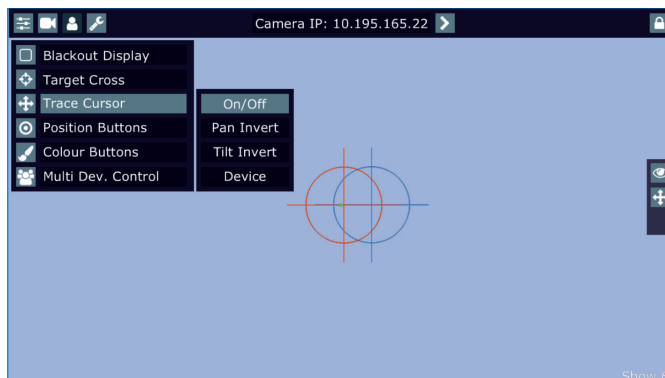 Camera IP: 10.195.165.22
Blackout Display
Target Cross
Trace Cursor
Position Buttons
Colour Buttons
Multi Dev. Control
On/Off
Pan Invert
Tilt Invert
Device
Show